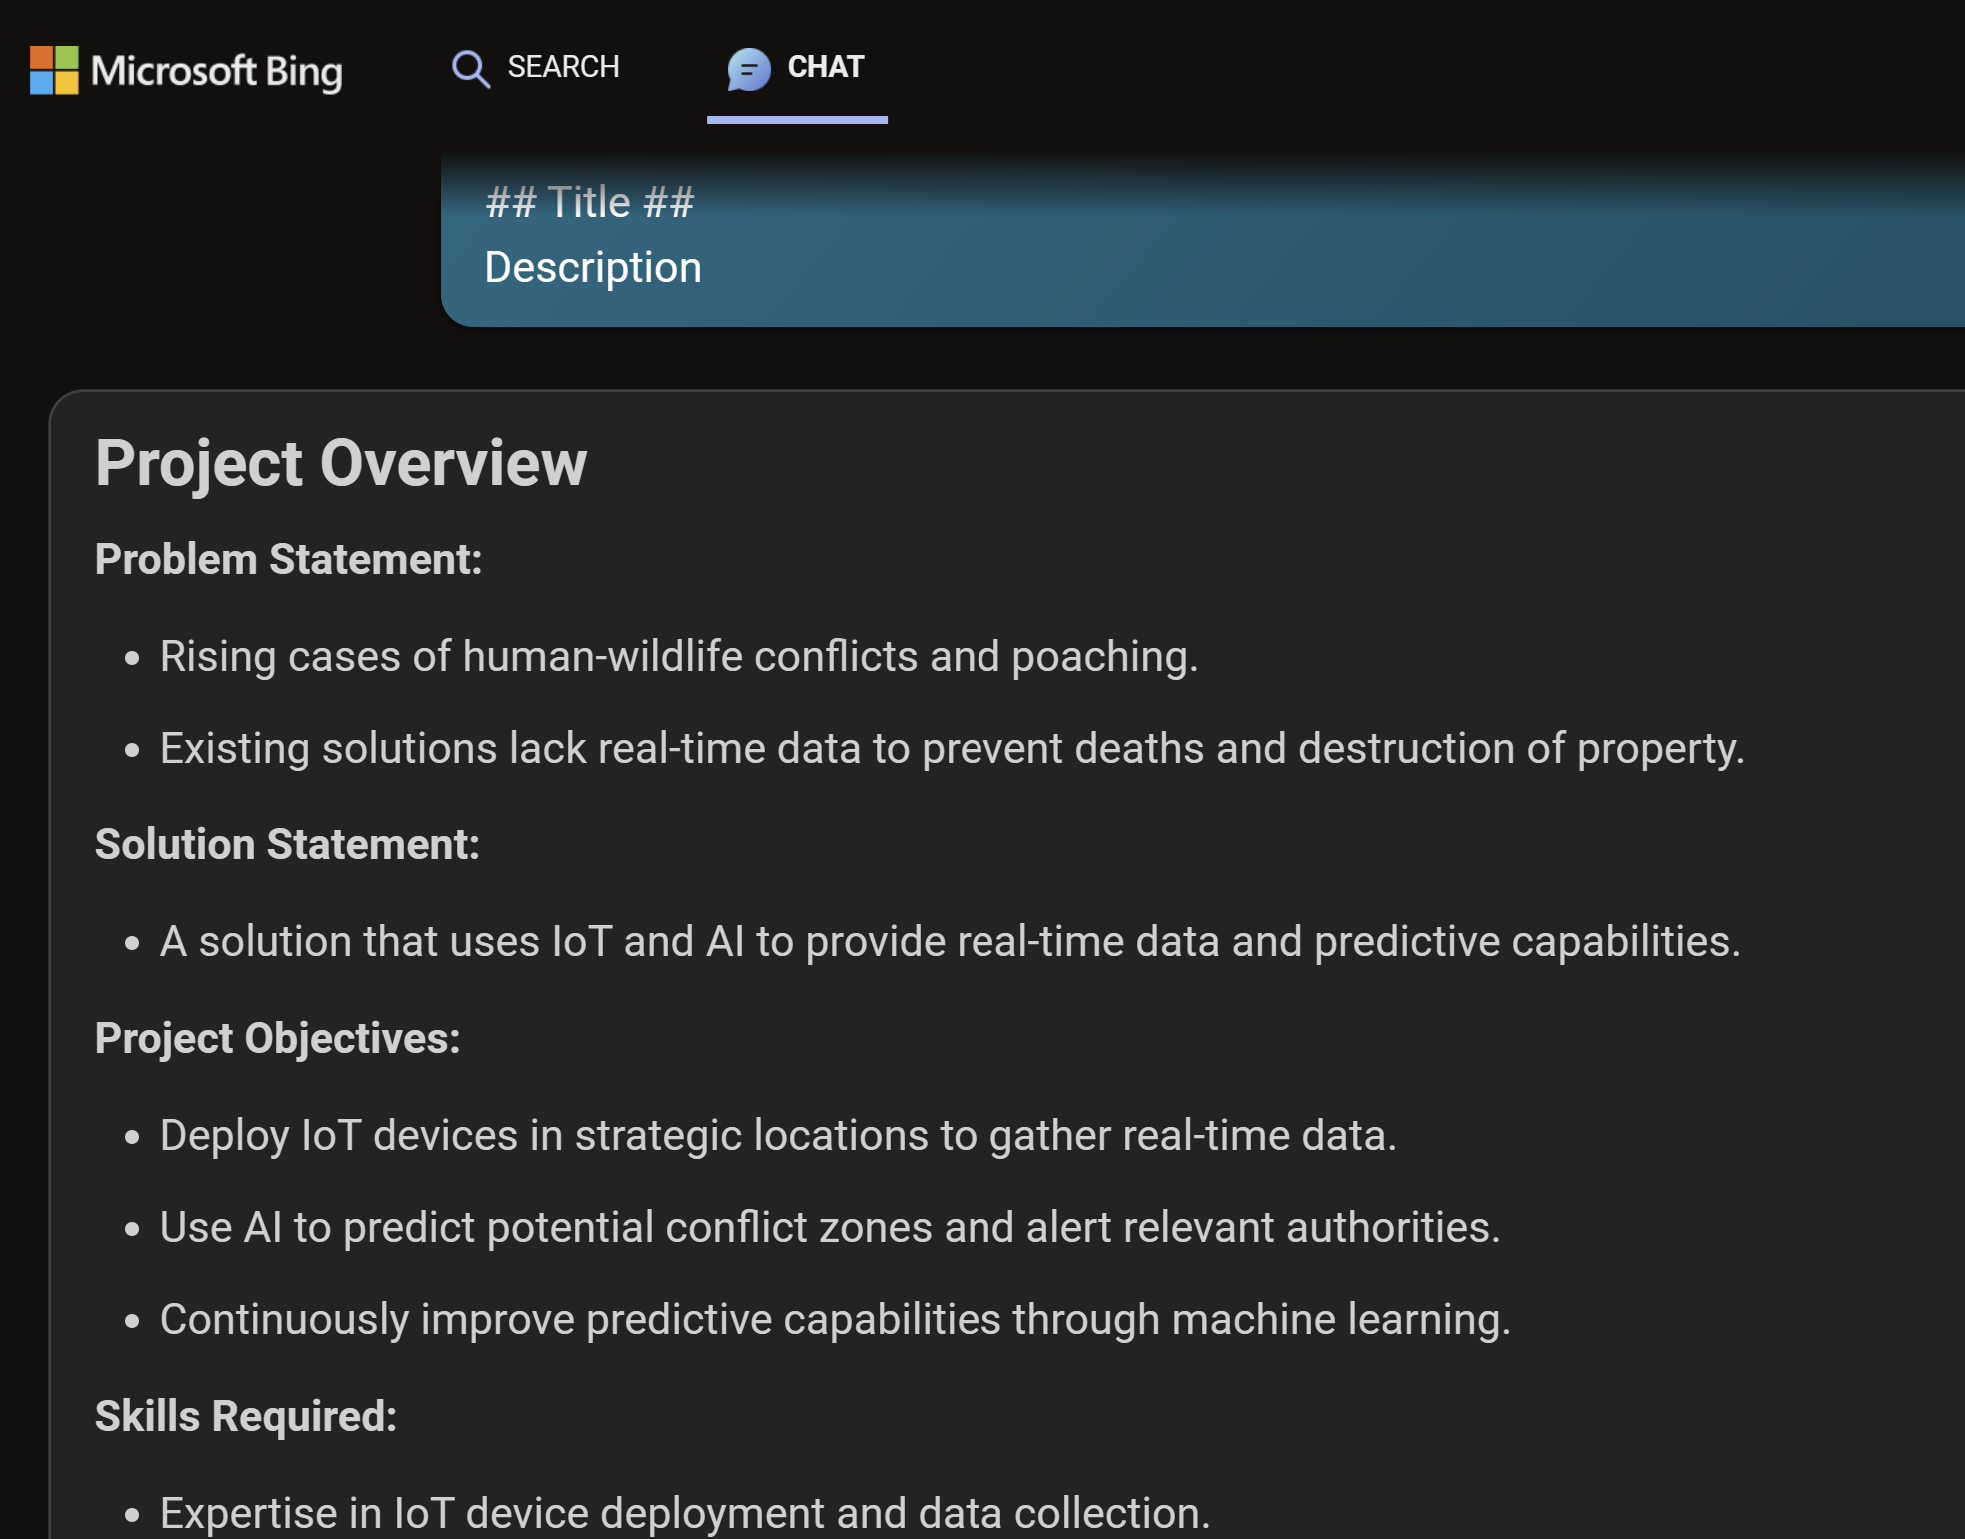 Microsoft Bing
SEARCH
CHAT
## Title ##
Description
Project Overview
Problem Statement:
• Rising cases of human-wildlife conflicts and poaching.
• Existing solutions lack real-time data to prevent deaths and destruction of property.
Solution Statement:
• A solution that uses IoT and AI to provide real-time data and predictive capabilities.
Project Objectives:
• Deploy IoT devices in strategic locations to gather real-time data.
• Use AI to predict potential conflict zones and alert relevant authorities.
• Continuously improve predictive capabilities through machine learning.
Skills Required:
• Expertise in IoT device deployment and data collection.